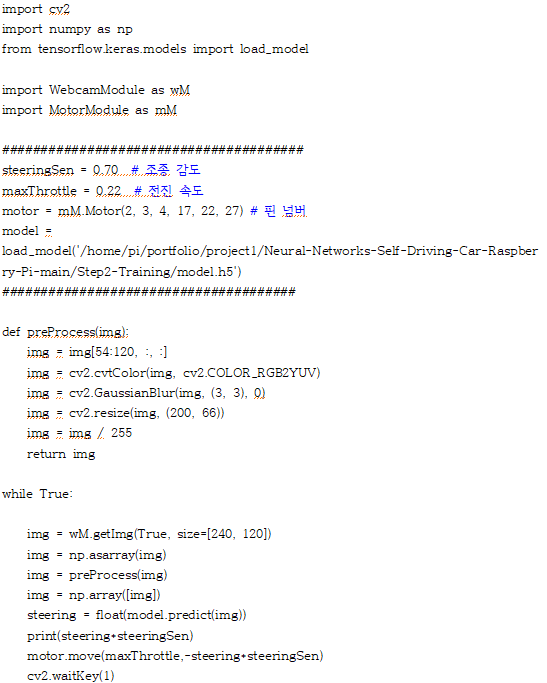 import cv2
import numpy as np
from tensorflow.keras.models import load_model
import WebcamModule as wM
import MotorModule as mM
#######################################
steeringSen = 0.70  # 조종 감도
maxThrottle = 0.22  # 전진 속도
motor = mM.Motor(2, 3, 4, 17, 22, 27) # 핀 넘버
model =
load_model('/home/pi/portfolio/project1/Neural-Networks-Self-Driving-Car-Raspber
ry-Pi-main/Step2-Training/model.h5')
######################################
def preProcess(img):
    img = img[54:120, :, :]
    img = cv2.cvtColor(img, cv2.COLOR_RGB2YUV)
    img = cv2.GaussianBlur(img, (3, 3), 0)
    img = cv2.resize(img, (200, 66))
    img = img / 255
    return img
while True:
    img = wM.getImg(True, size=[240, 120])
    img = np.asarray(img)
    img = preProcess(img)
    img = np.array([img])
    steering = float(model.predict(img))
    print(steering*steeringSen)
    motor.move(maxThrottle,-steering*steeringSen)
    cv2.waitKey(1)